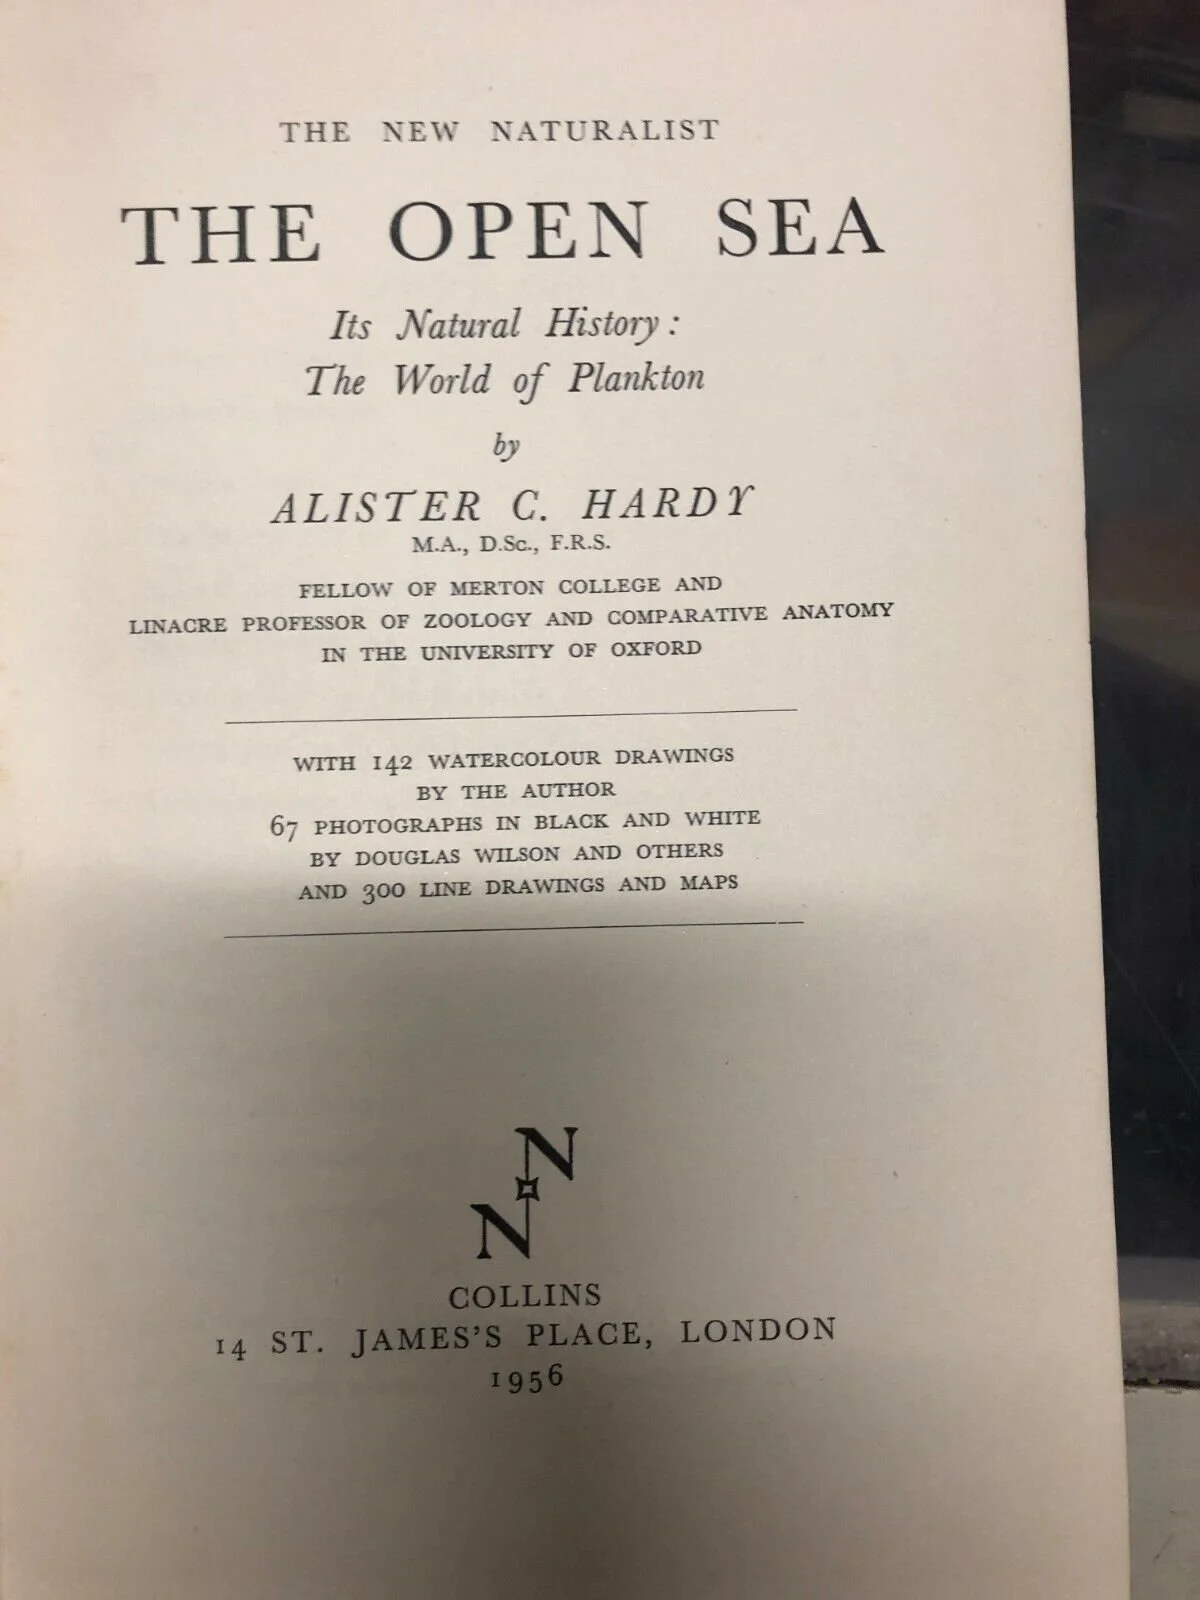 THE NEW NATURALIST
THE OPEN SEA
Its Natural History:
The World of Plankton
by
ALISTER C. HARDY
M.A., D.Sc., F.R.S.
FELLOW OF MERTON COLLEGE AND
LINACRE PROFESSOR OF ZOOLOGY AND COMPARATIVE ANATOMY
IN THE UNIVERSITY OF OXFORD
WITH 142 WATERCOLOUR DRAWINGS
BY THE AUTHOR
67 PHOTOGRAPHS IN BLACK AND WHITE
BY DOUGLAS WILSON AND OTHERS
AND 300 LINE DRAWINGS AND MAPS
N
N
COLLINS
14 ST. JAMES'S PLACE, LONDON
1956